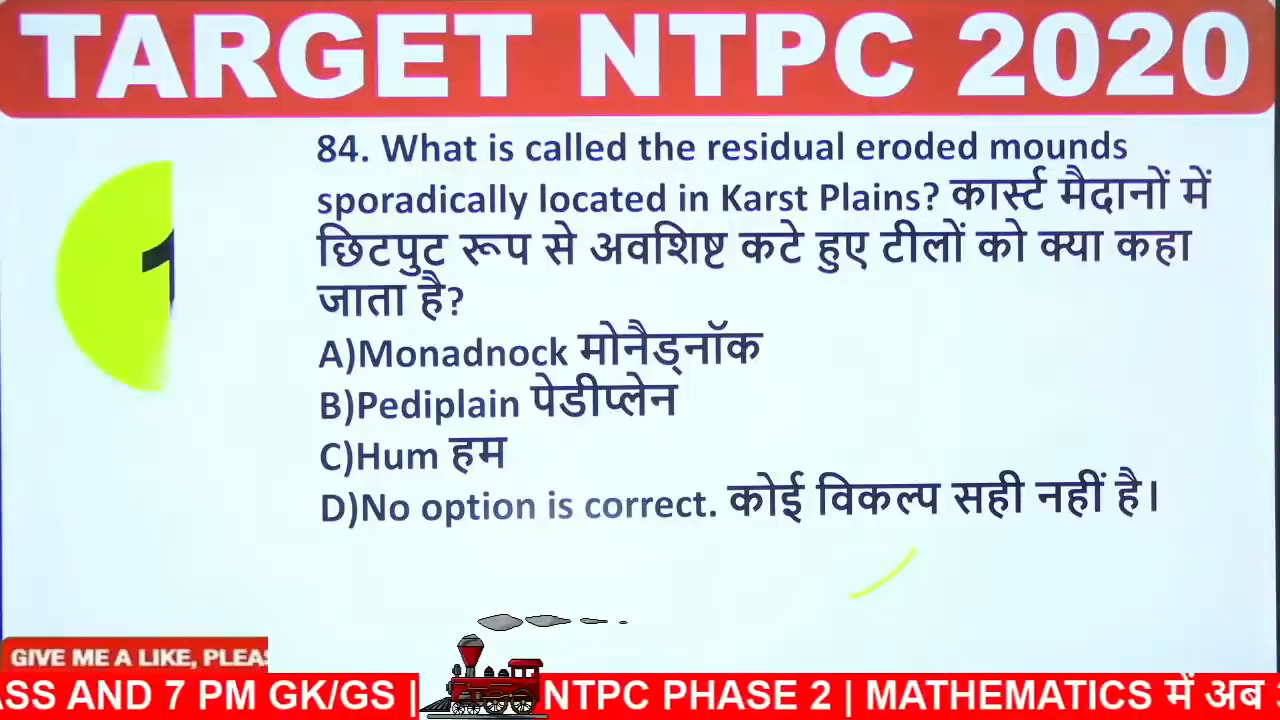 TARGET NTPC 2020
84. What is called the residual eroded mounds
sporadically located in Karst Plains? कार्स्ट मैदानों में
छिटपुट रूप से अवशिष्ट कटे हुए टीलों को क्या कहा
जाता है?
A)Monadnock मोनैड्नॉक
B)Pediplain पेडीप्लेन
C)Hum हम
D)No option is correct. कोई विकल्प सही नहीं है।
GIVE ME A LIKE,
AND 7 PM GK/GS | NTPC PHASE 2 | MATHEMATICS में अब